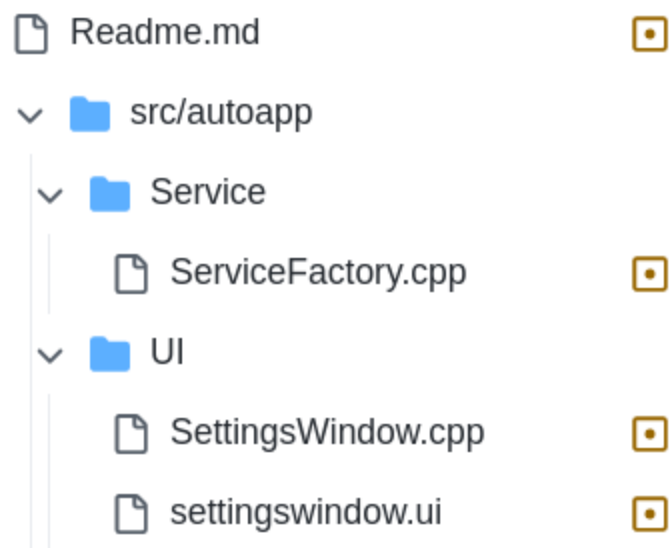 Readme.md
src/autoapp
Service
ServiceFactory.cpp
UI
SettingsWindow.cpp
settingswindow.ui